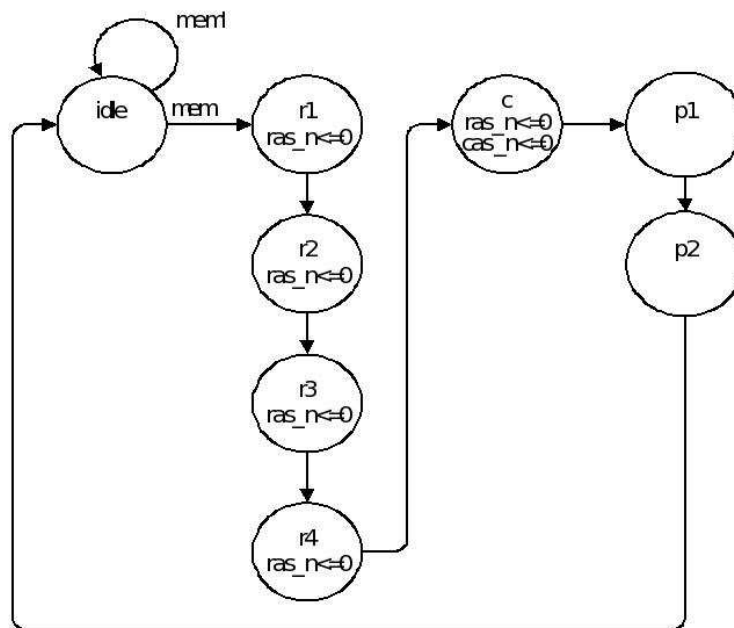 mem'
idle
mem
r1
ras_n<=0
r2
ras_n<=0
r3
ras_n<=0
r4
ras_n<=0
c
ras_n<=0
cas_n<=0
p1
p2